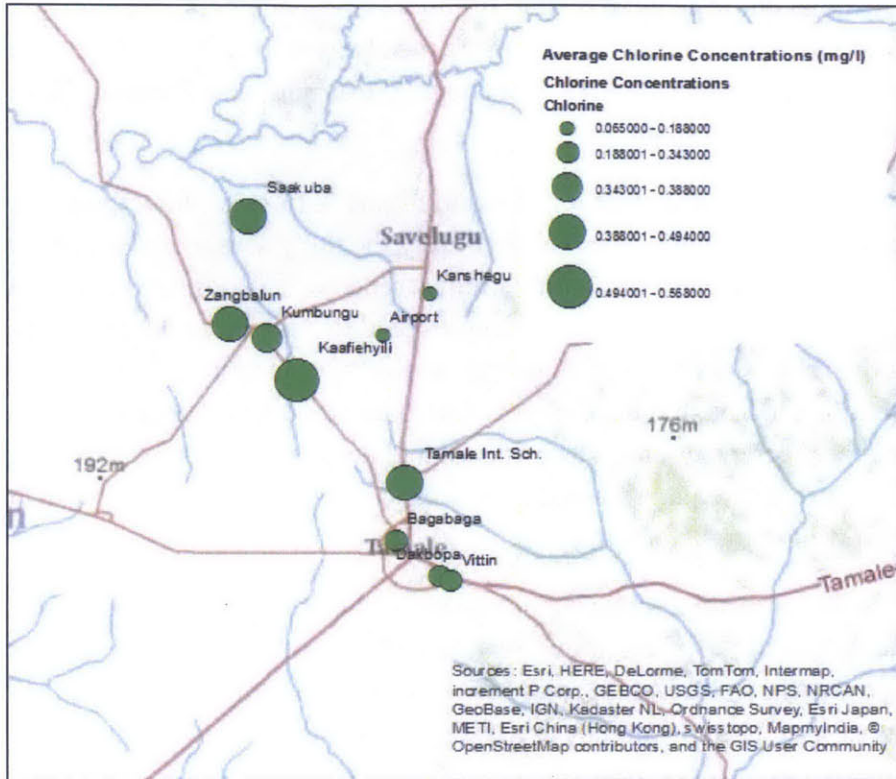 Average Chlorine Concentrations (mg/l)
Chlorine Concentrations
Chlorine
0.065000 - 0.188000
0.188001 - 0.343000
0.343001 - 0.388000
0.388001 - 0.494000
0.494001 - 0.568000
Saakuba
Savelugu
Kanshegu
Zangbalun
Kumbungu
Airport
Kaafiehyili
176m
Tamale Int. Sch.
192m
n
Bagabaga
Tamale
Dakbopa
Vittin
Tamale
Sources: Esri, HERE, DeLorme, TomTom, Intermap,
increment P Corp., GEBCO, USGS, FAO, NPS, NRCAN,
GeoBase, IGN, Kadaster NL, Ordnance Survey, Esri Japan,
METI, Esri China (Hong Kong), swisstopo, MapmyIndia, ©
OpenStreetMap contributors, and the GIS User Community